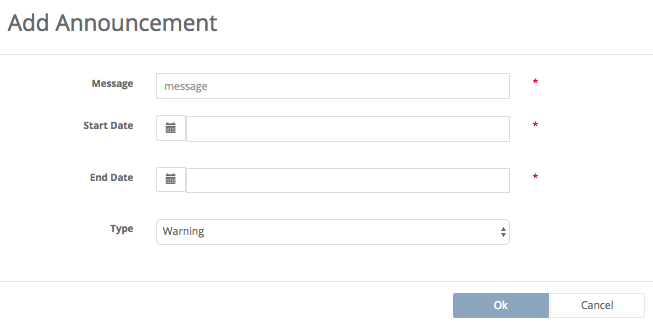 Add Announcement
Message message *
Start Date *
End Date *
Type Warning
Ok Cancel